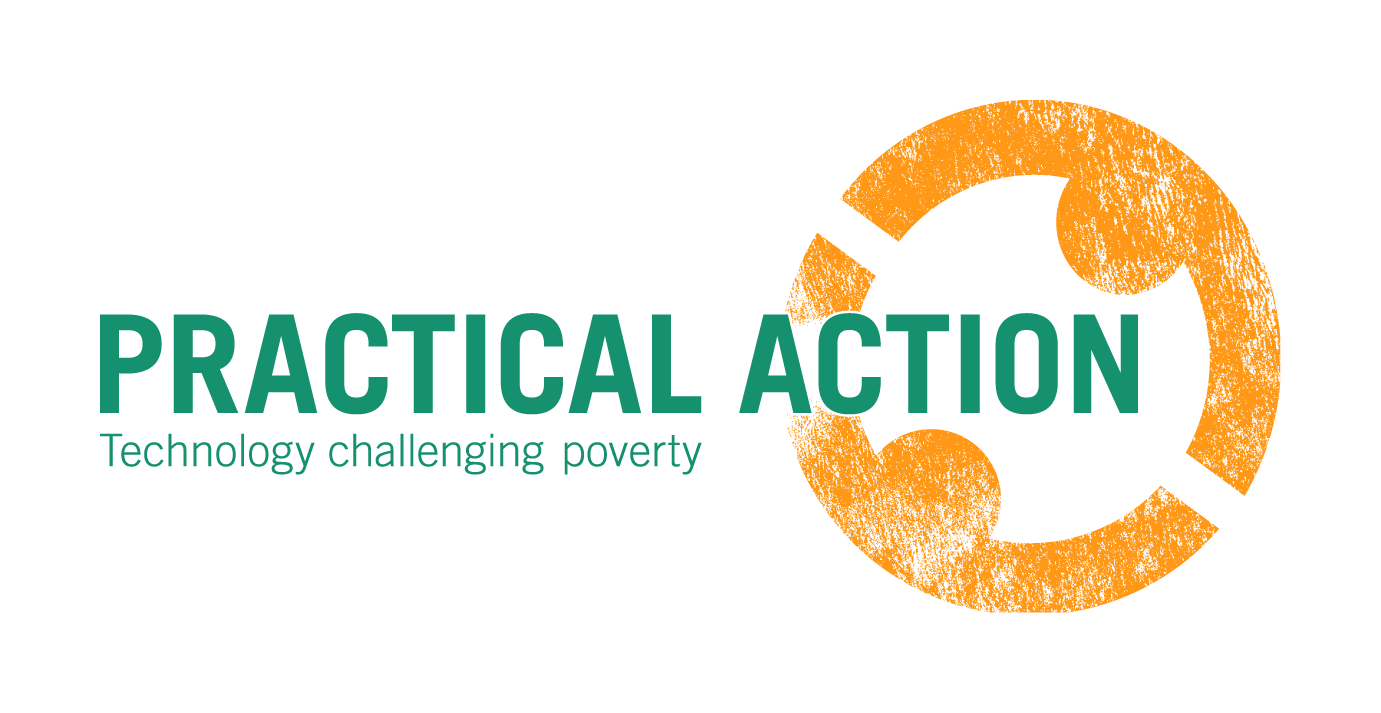 PRACTICAL ACTION
Technology challenging poverty